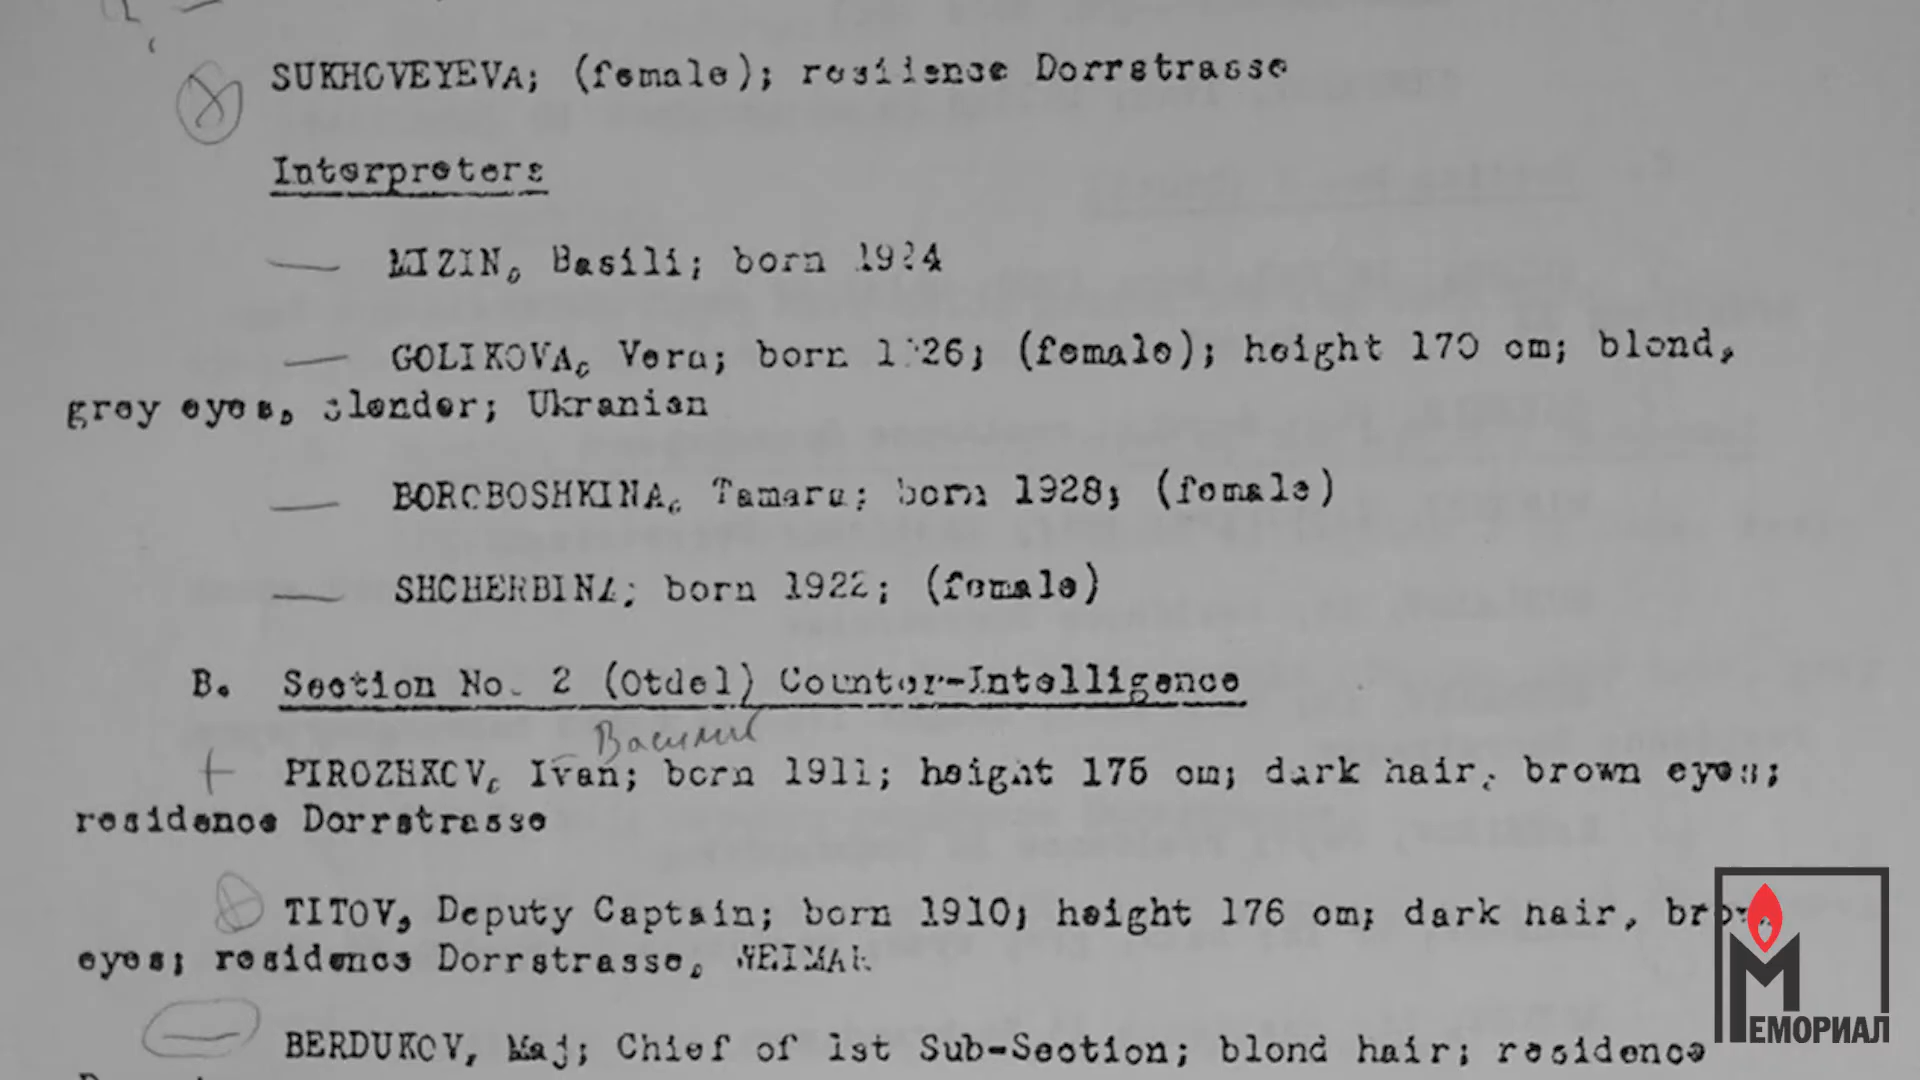 SUKHOVEYEVA; (female); residence Dorrstrasse
Interpreters
MIZIN, Basili; born 1924
GOLIKOVA, Vera; born 1926; (female); height 170 cm; blond,
grey eyes, slender; Ukranian
BOROBOSHKINA, Tamara; born 1928; (female)
SHCHERBINA; born 1922; (female)
B. Section No. 2 (Otdel) Counter-Intelligence
Василий
PIROZHKOV, Ivan; born 1911; height 175 cm; dark hair, brown eyes;
residence Dorrstrasse
TITOV, Deputy Captain; born 1910; height 176 cm; dark hair, brown
eyes; residence Dorrstrasse, WEIMAR
BERDUKOV, Maj; Chief of 1st Sub-Section; blond hair; residence
МЕМОРИАЛ